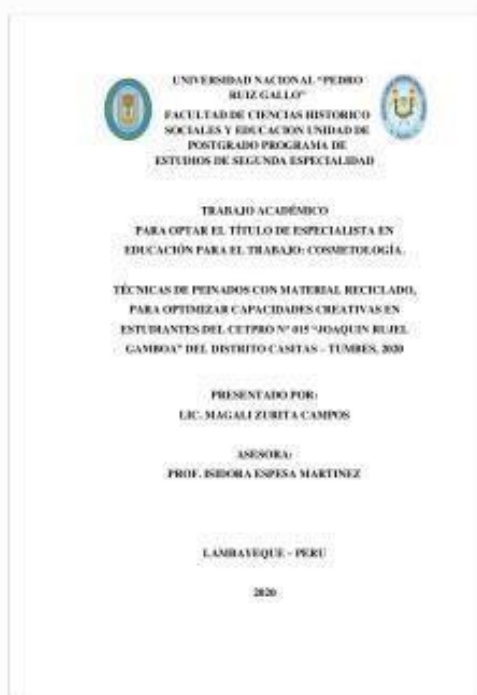 UNIVERSIDAD NACIONAL "PEDRO
RUIZ GALLO"
FACULTAD DE CIENCIAS HISTORICO
SOCIALES Y EDUCACION UNIDAD DE
POSTGRADO PROGRAMA DE
ESTUDIOS DE SEGUNDA ESPECIALIDAD
TRABAJO ACADÉMICO
PARA OPTAR EL TÍTULO DE ESPECIALISTA EN
EDUCACIÓN PARA EL TRABAJO: COSMETOLOGÍA.
TÉCNICAS DE PEINADOS CON MATERIAL RECICLADO,
PARA OPTIMIZAR CAPACIDADES CREATIVAS EN
ESTUDIANTES DEL CETPRO N° 015 "JOAQUIN RUJEL
GAMBOA" DEL DISTRITO CASITAS – TUMBES, 2020
PRESENTADO POR:
LIC. MAGALI ZURITA CAMPOS
ASESORA:
PROF. ISIDORA ESPESA MARTINEZ
LAMBAYEQUE – PERU
2020